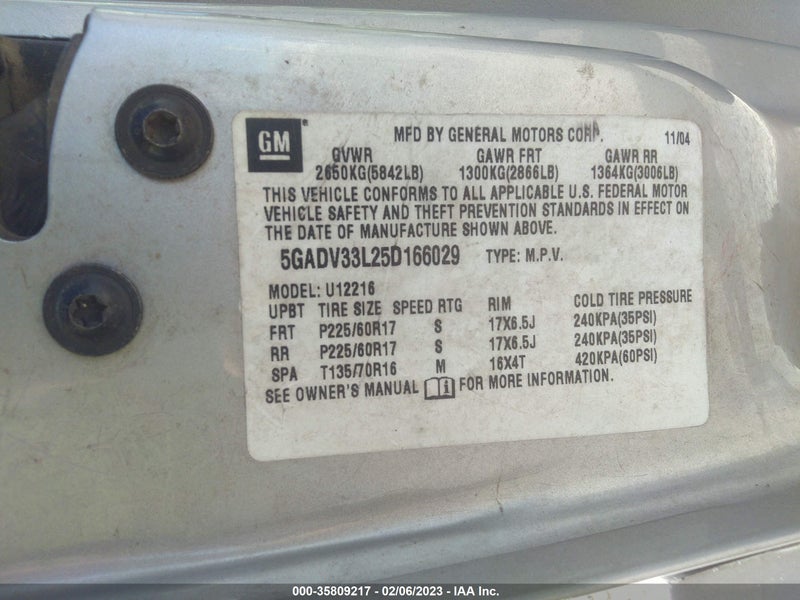 GM ®
MFD BY GENERAL MOTORS CORP. 11/04
GVWR GAWR FRT GAWR RR
2650KG(5842LB) 1300KG(2866LB) 1364KG(3006LB)
THIS VEHICLE CONFORMS TO ALL APPLICABLE U.S. FEDERAL MOTOR
VEHICLE SAFETY AND THEFT PREVENTION STANDARDS IN EFFECT ON
THE DATE OF MANUFACTURE SHOWN ABOVE.
5GADV33L25D166029 TYPE: M.P.V.
MODEL: U12216
UPBT TIRE SIZE SPEED RTG RIM COLD TIRE PRESSURE
FRT P225/60R17 S 17X6.5J 240KPA(35PSI)
RR P225/60R17 S 17X6.5J 240KPA(35PSI)
SPA T135/70R16 M 16X4T 420KPA(60PSI)
SEE OWNER'S MANUAL i FOR MORE INFORMATION.
000-35809217 - 02/06/2023 - IAA Inc.